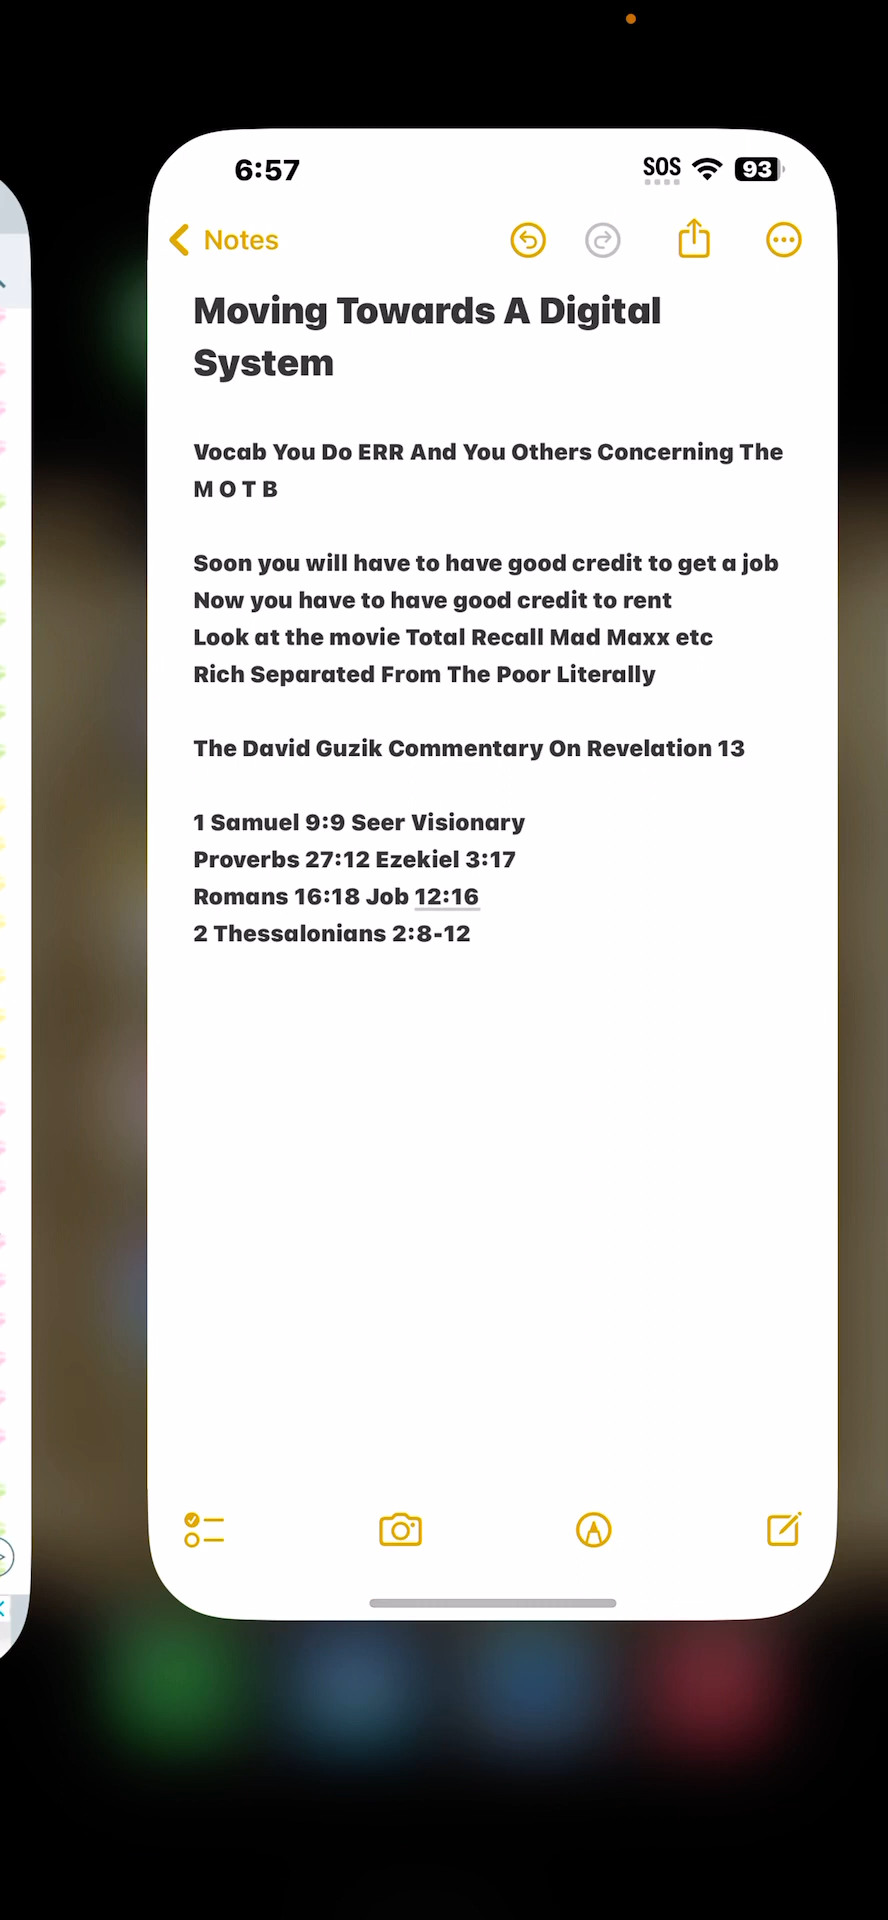 6:57
SOS
93
Notes
Moving Towards A Digital
System
Vocab You Do ERR And You Others Concerning The
M O T B
Soon you will have to have good credit to get a job
Now you have to have good credit to rent
Look at the movie Total Recall Mad Maxx etc
Rich Separated From The Poor Literally
The David Guzik Commentary On Revelation 13
1 Samuel 9:9 Seer Visionary
Proverbs 27:12 Ezekiel 3:17
Romans 16:18 Job 12:16
2 Thessalonians 2:8-12